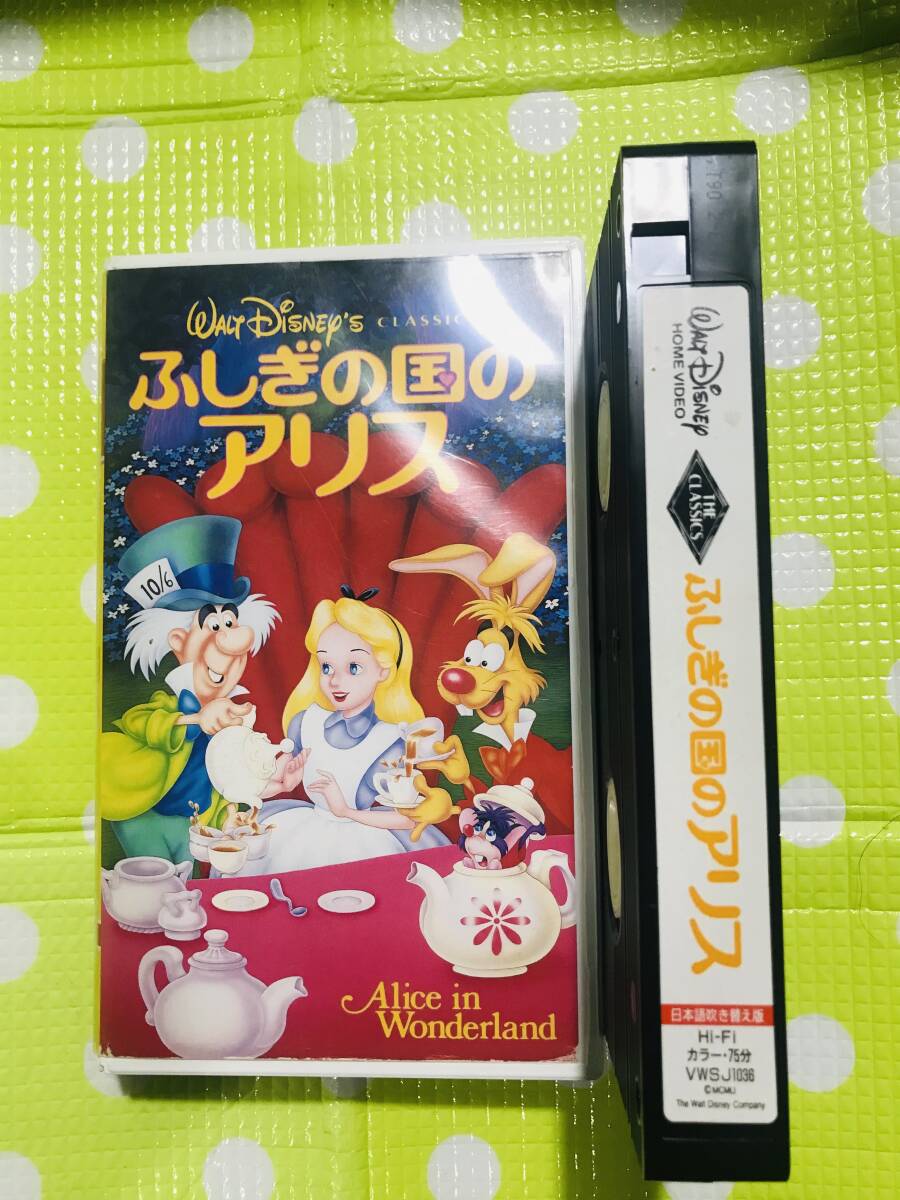 WALT DISNEY'S CLASSIC
ふしぎの国の
アリス
10/6
Alice in
Wonderland
T90
WALT DISNEY
HOME VIDEO
THE
CLASSICS
ふしぎの国のアリス
日本語吹き替え版
Hi-Fi
カラー・75分
VWSJ1036
©MCMLI
The Walt Disney Company